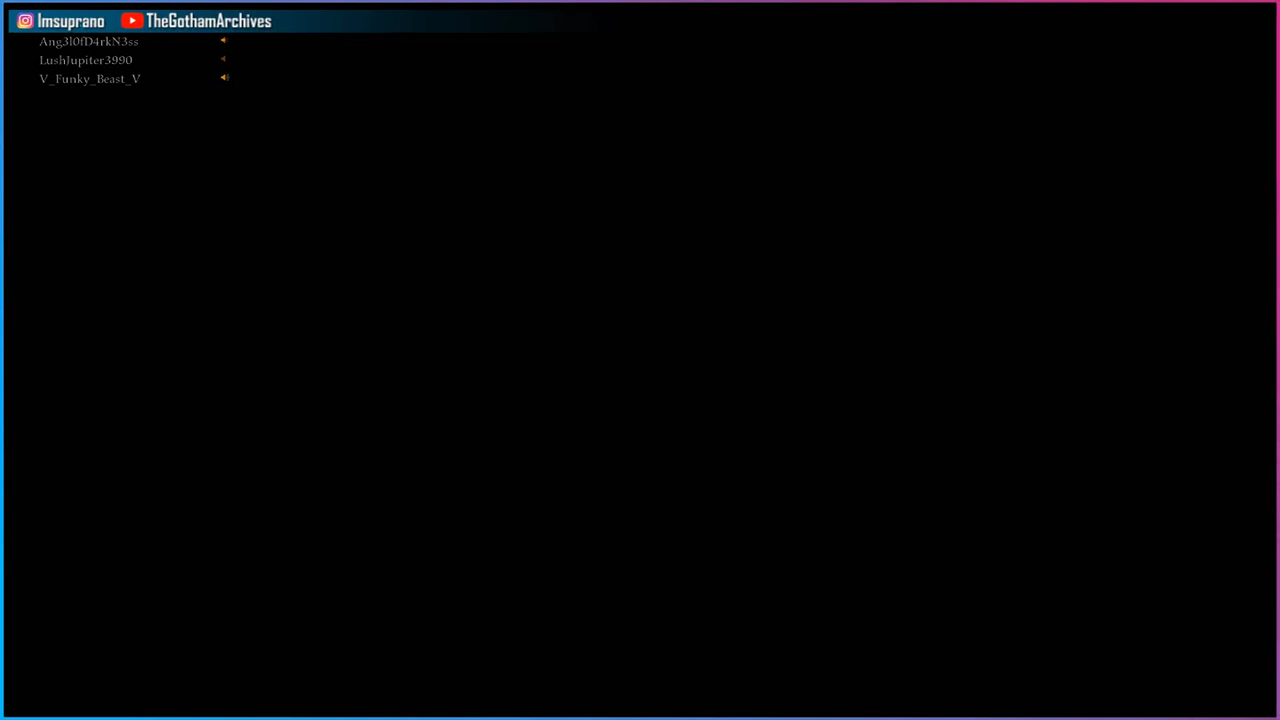 Imsuprano TheGothamArchives
Ang3l0fD4rkN3ss
LushJupiter3990
V_Funky_Beast_V